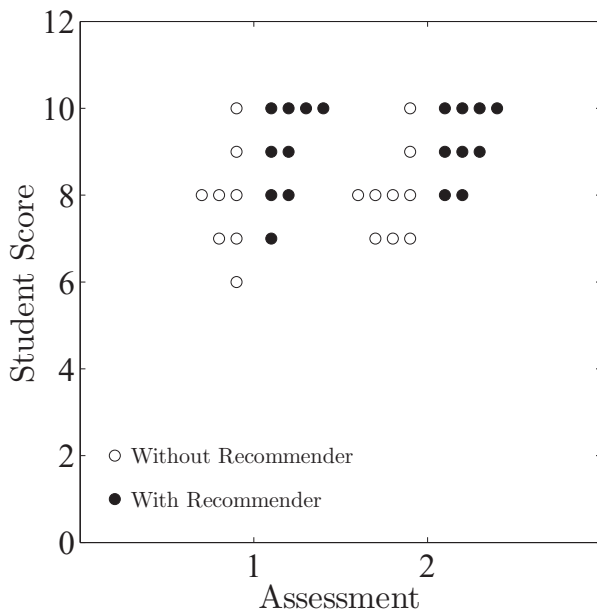 12
10
8
6
4
2
0
Student Score
Without Recommender
With Recommender
1 2
Assessment